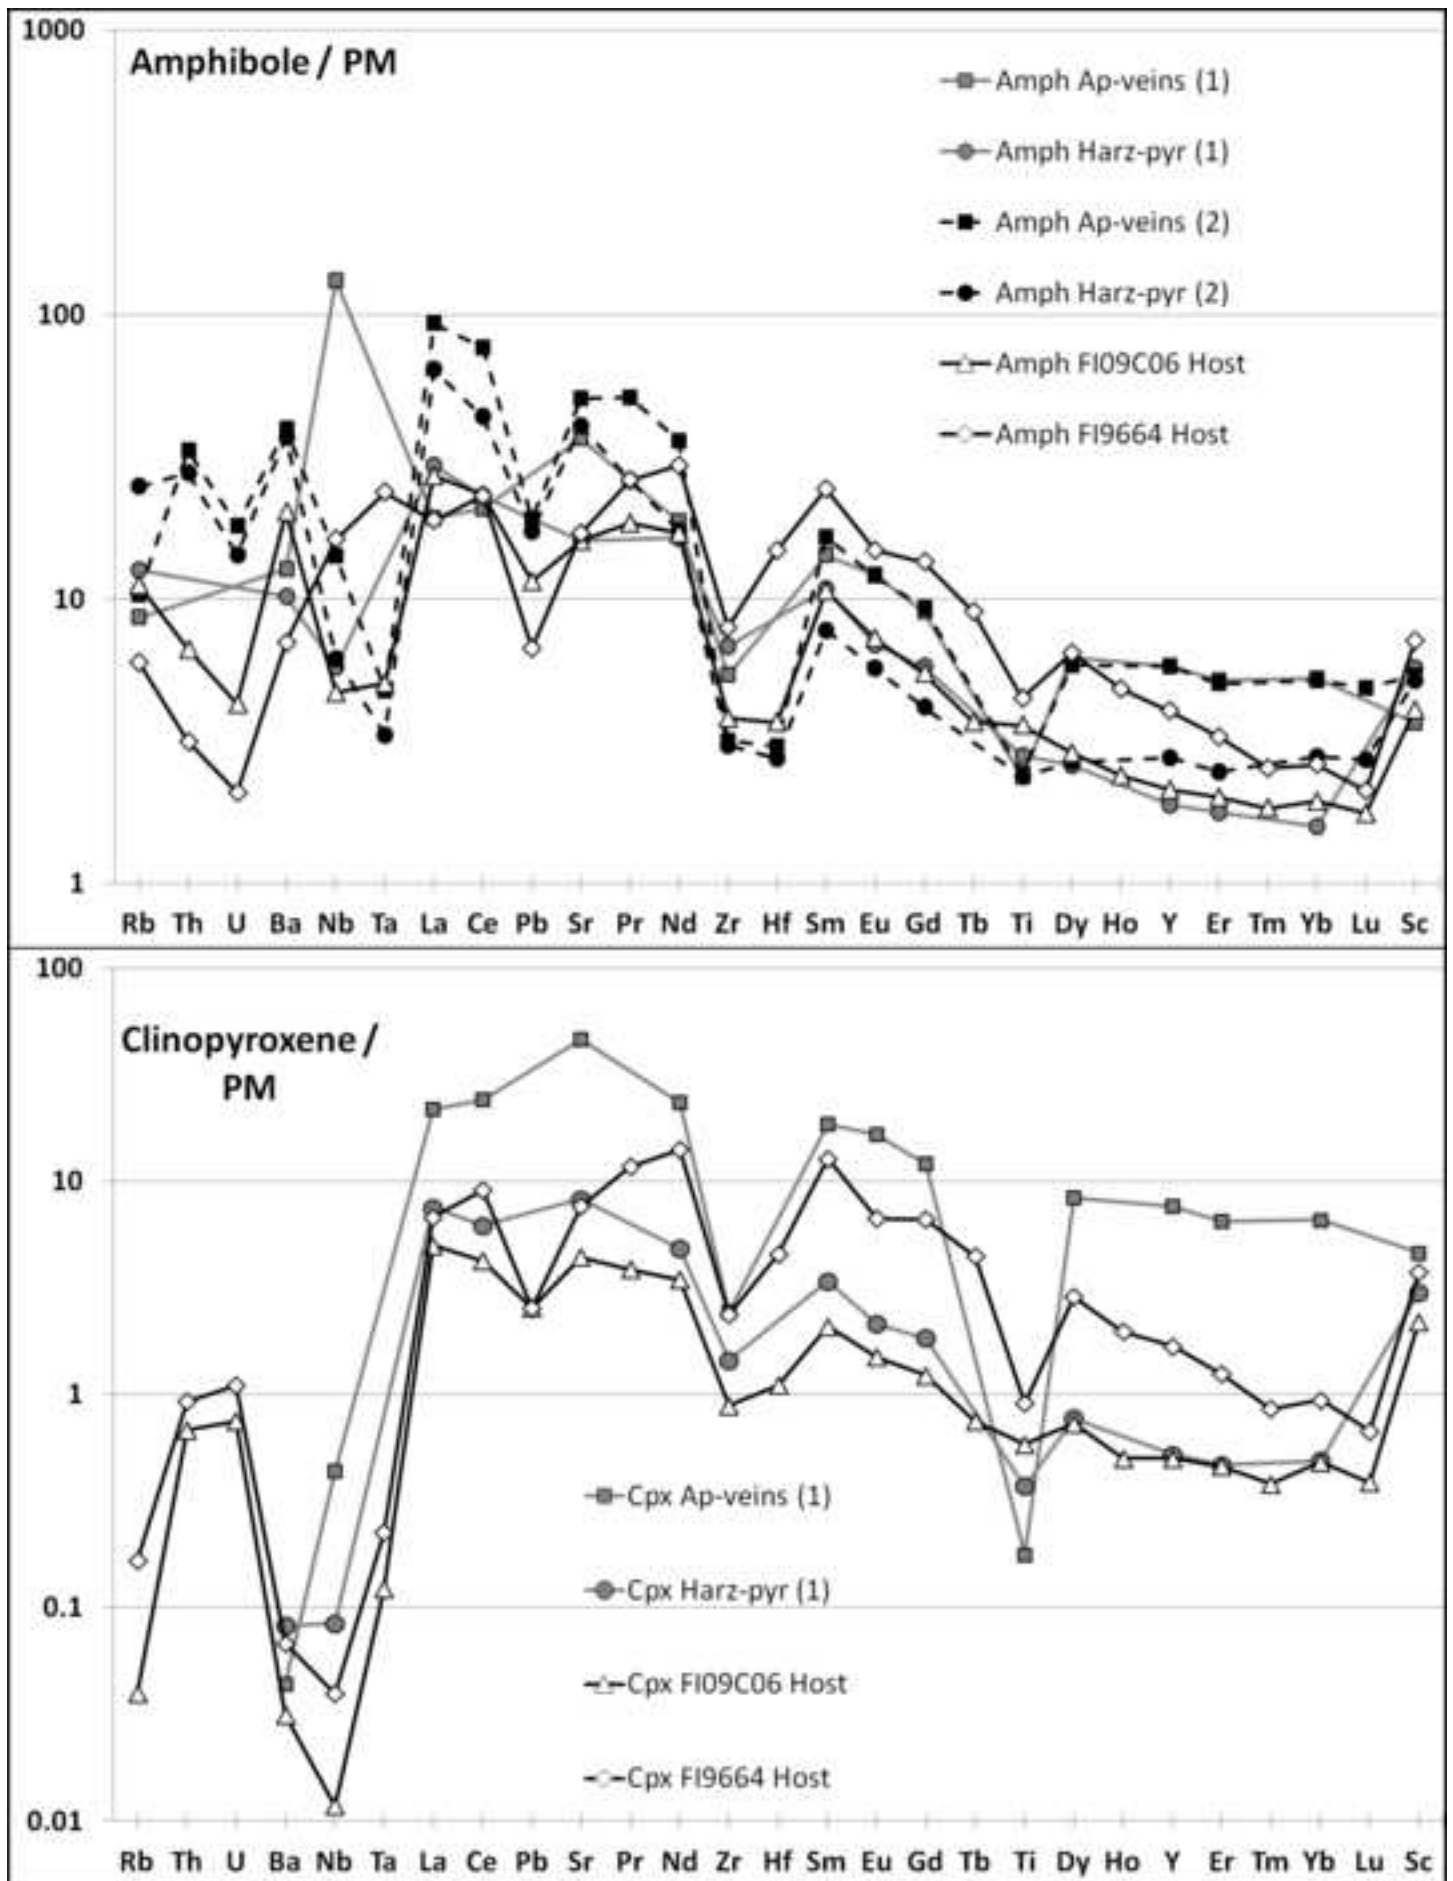 1000
Amphibole / PM
Amph Ap-veins (1)
Amph Harz-pyr (1)
Amph Ap-veins (2)
Amph Harz-pyr (2)
Amph FI09C06 Host
Amph FI9664 Host
100
10
1
Rb Th U Ba Nb Ta La Ce Pb Sr Pr Nd Zr Hf Sm Eu Gd Tb Ti Dy Ho Y Er Tm Yb Lu Sc
100
Clinopyroxene /
PM
10
1
Cpx Ap-veins (1)
Cpx Harz-pyr (1)
0.1
Cpx FI09C06 Host
Cpx FI9664 Host
0.01
Rb Th U Ba Nb Ta La Ce Pb Sr Pr Nd Zr Hf Sm Eu Gd Tb Ti Dy Ho Y Er Tm Yb Lu Sc